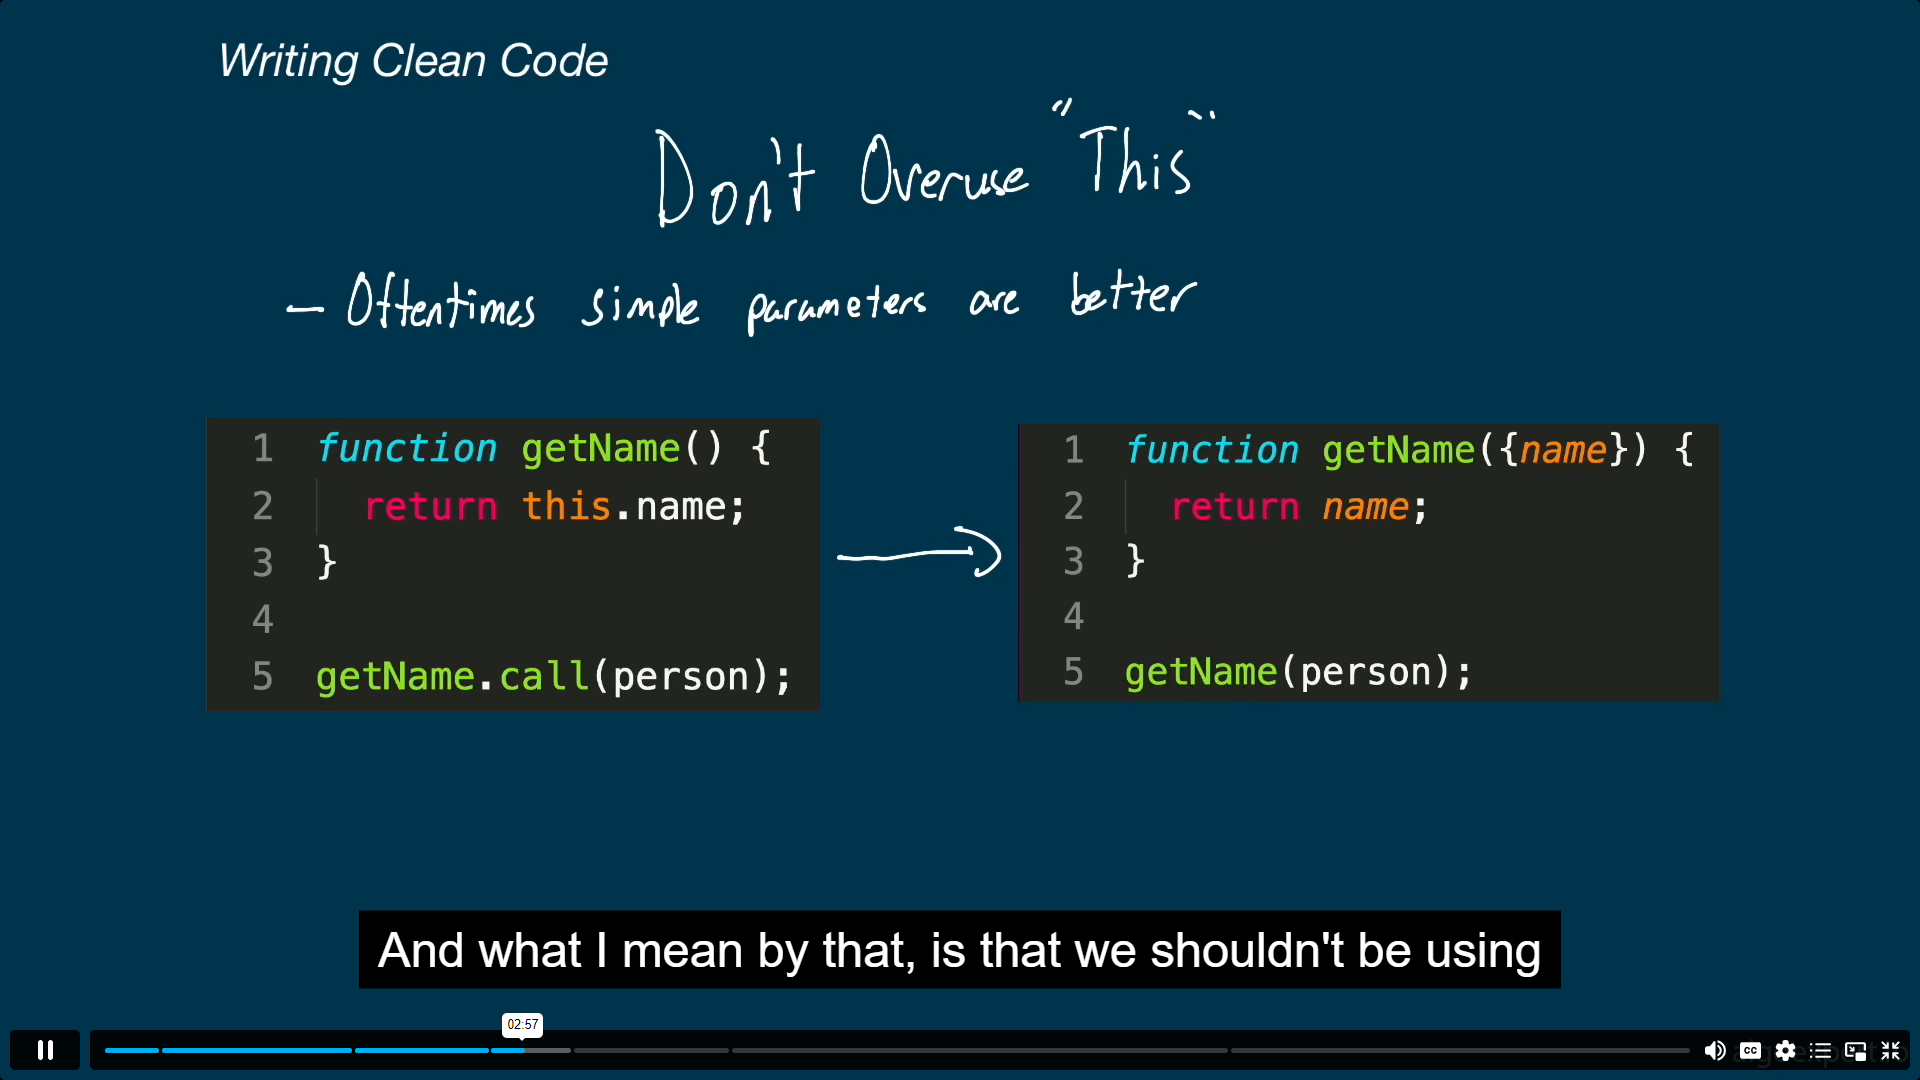 Writing Clean Code
Don't Overuse "This"
- Oftentimes simple parameters are better
1 function getName() {
2 return this.name;
3 }
4
5 getName.call(person);
1 function getName({name}) {
2 return name;
3 }
4
5 getName(person);
And what I mean by that, is that we shouldn't be using
02:57
CC